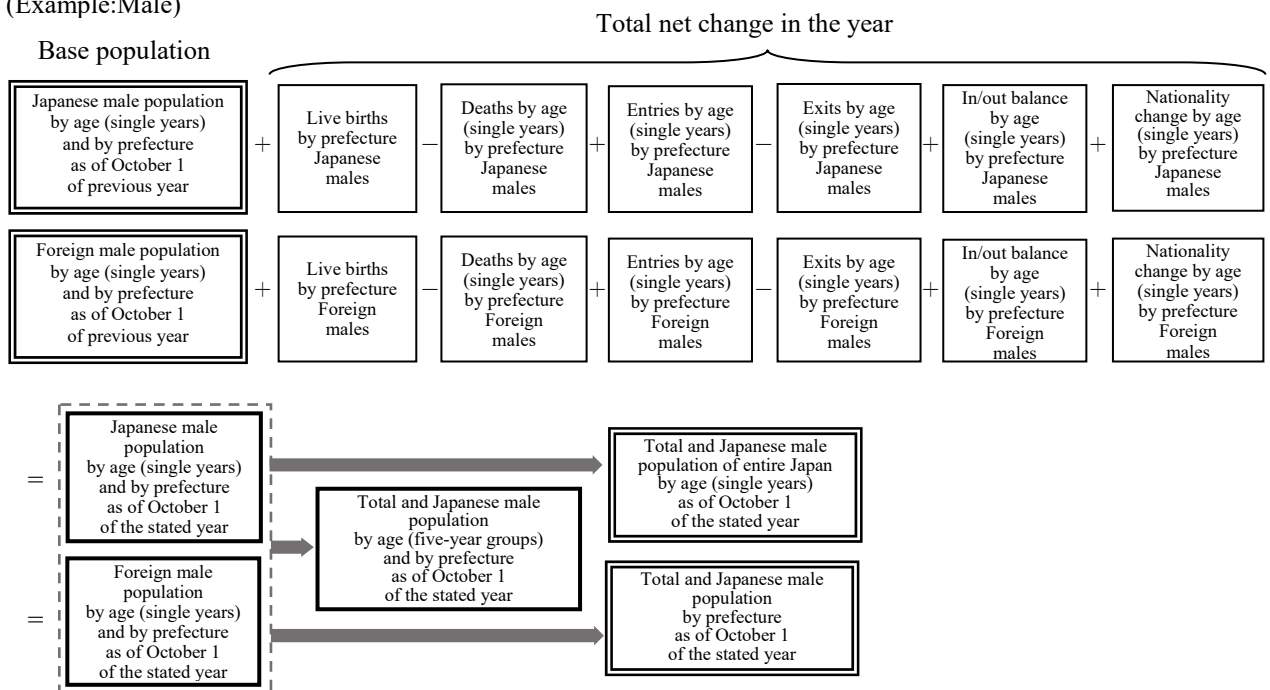 (Example:Male)
Total net change in the year
Base population
Japanese male population
by age (single years)
and by prefecture
as of October 1
of previous year
+
Live births
by prefecture
Japanese
males
−
Deaths by age
(single years)
by prefecture
Japanese
males
+
Entries by age
(single years)
by prefecture
Japanese
males
−
Exits by age
(single years)
by prefecture
Japanese
males
+
In/out balance
by age
(single years)
by prefecture
Japanese
males
+
Nationality
change by age
(single years)
by prefecture
Japanese
males
Foreign male population
by age (single years)
and by prefecture
as of October 1
of previous year
+
Live births
by prefecture
Foreign
males
−
Deaths by age
(single years)
by prefecture
Foreign
males
+
Entries by age
(single years)
by prefecture
Foreign
males
−
Exits by age
(single years)
by prefecture
Foreign
males
+
In/out balance
by age
(single years)
by prefecture
Foreign
males
+
Nationality
change by age
(single years)
by prefecture
Foreign
males
=
Japanese male
population
by age (single years)
and by prefecture
as of October 1
of the stated year
=
Foreign male
population
by age (single years)
and by prefecture
as of October 1
of the stated year
Total and Japanese male
population
by age (five-year groups)
and by prefecture
as of October 1
of the stated year
Total and Japanese male
population of entire Japan
by age (single years)
as of October 1
of the stated year
Total and Japanese male
population
by prefecture
as of October 1
of the stated year